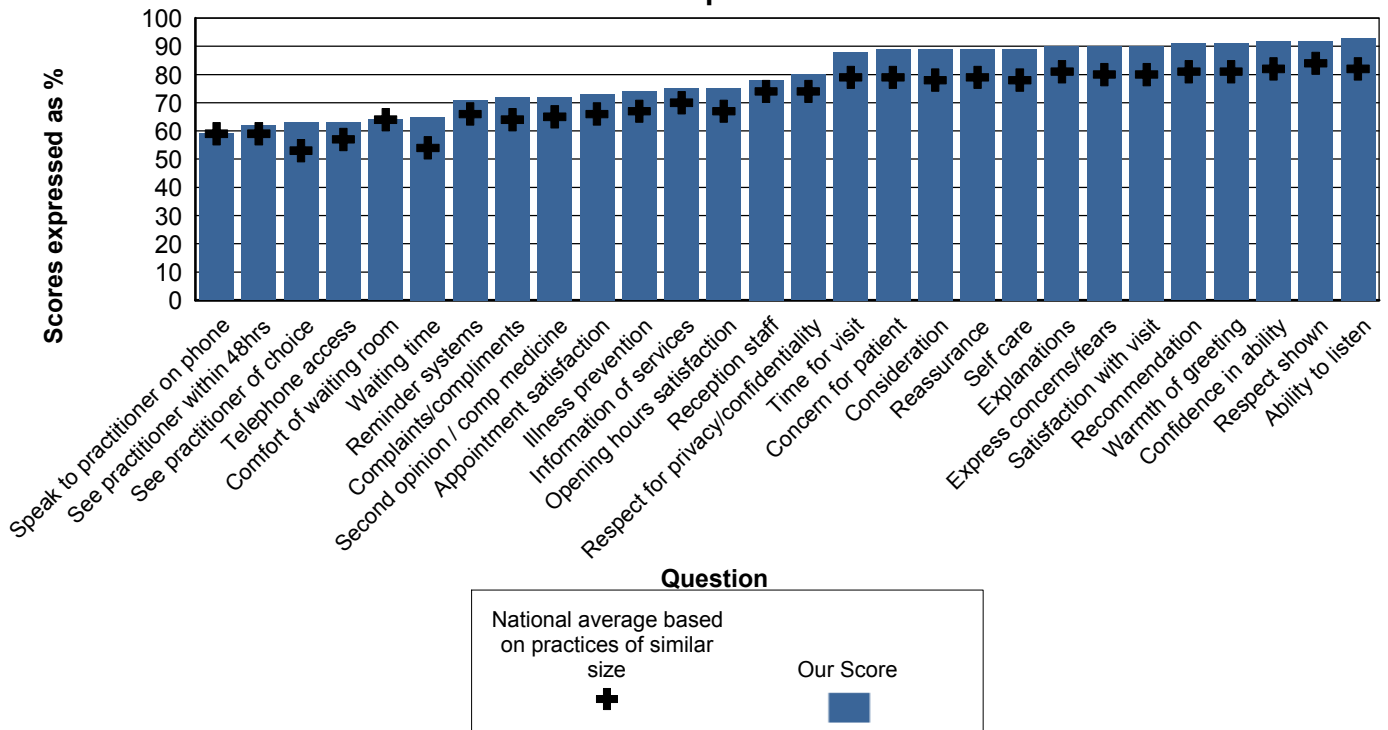 Scores expressed as %
100
90
80
70
60
50
40
30
20
10
0
Speak to practitioner on phone
See practitioner within 48hrs
See practitioner of choice
Telephone access
Comfort of waiting room
Waiting time
Reminder systems
Complaints/compliments
Second opinion / comp medicine
Appointment satisfaction
Illness prevention
Information of services
Opening hours satisfaction
Reception staff
Respect for privacy/confidentiality
Time for visit
Concern for patient
Consideration
Reassurance
Self care
Explanations
Express concerns/fears
Satisfaction with visit
Recommendation
Warmth of greeting
Confidence in ability
Respect shown
Ability to listen
Question
National average based
on practices of similar
size
Our Score